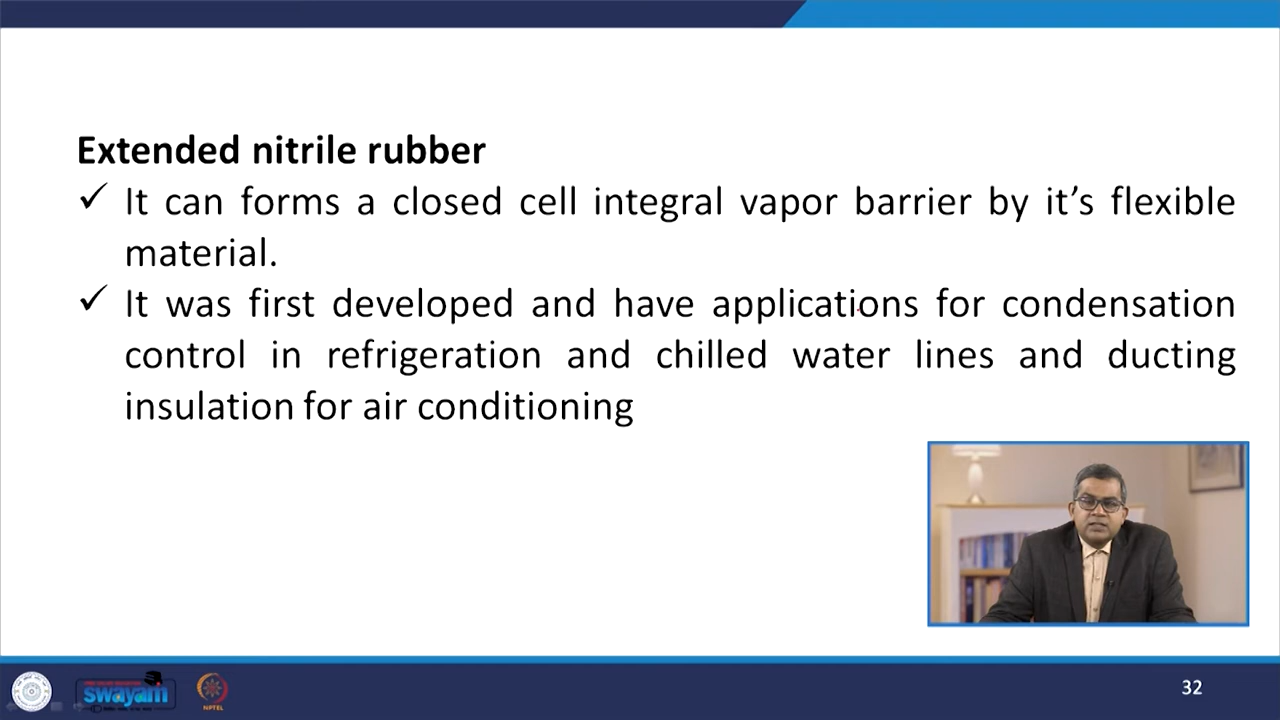 Extended nitrile rubber
✓ It can forms a closed cell integral vapor barrier by it’s flexible
material.
✓ It was first developed and have applications for condensation
control in refrigeration and chilled water lines and ducting
insulation for air conditioning
swayam
NPTEL
32